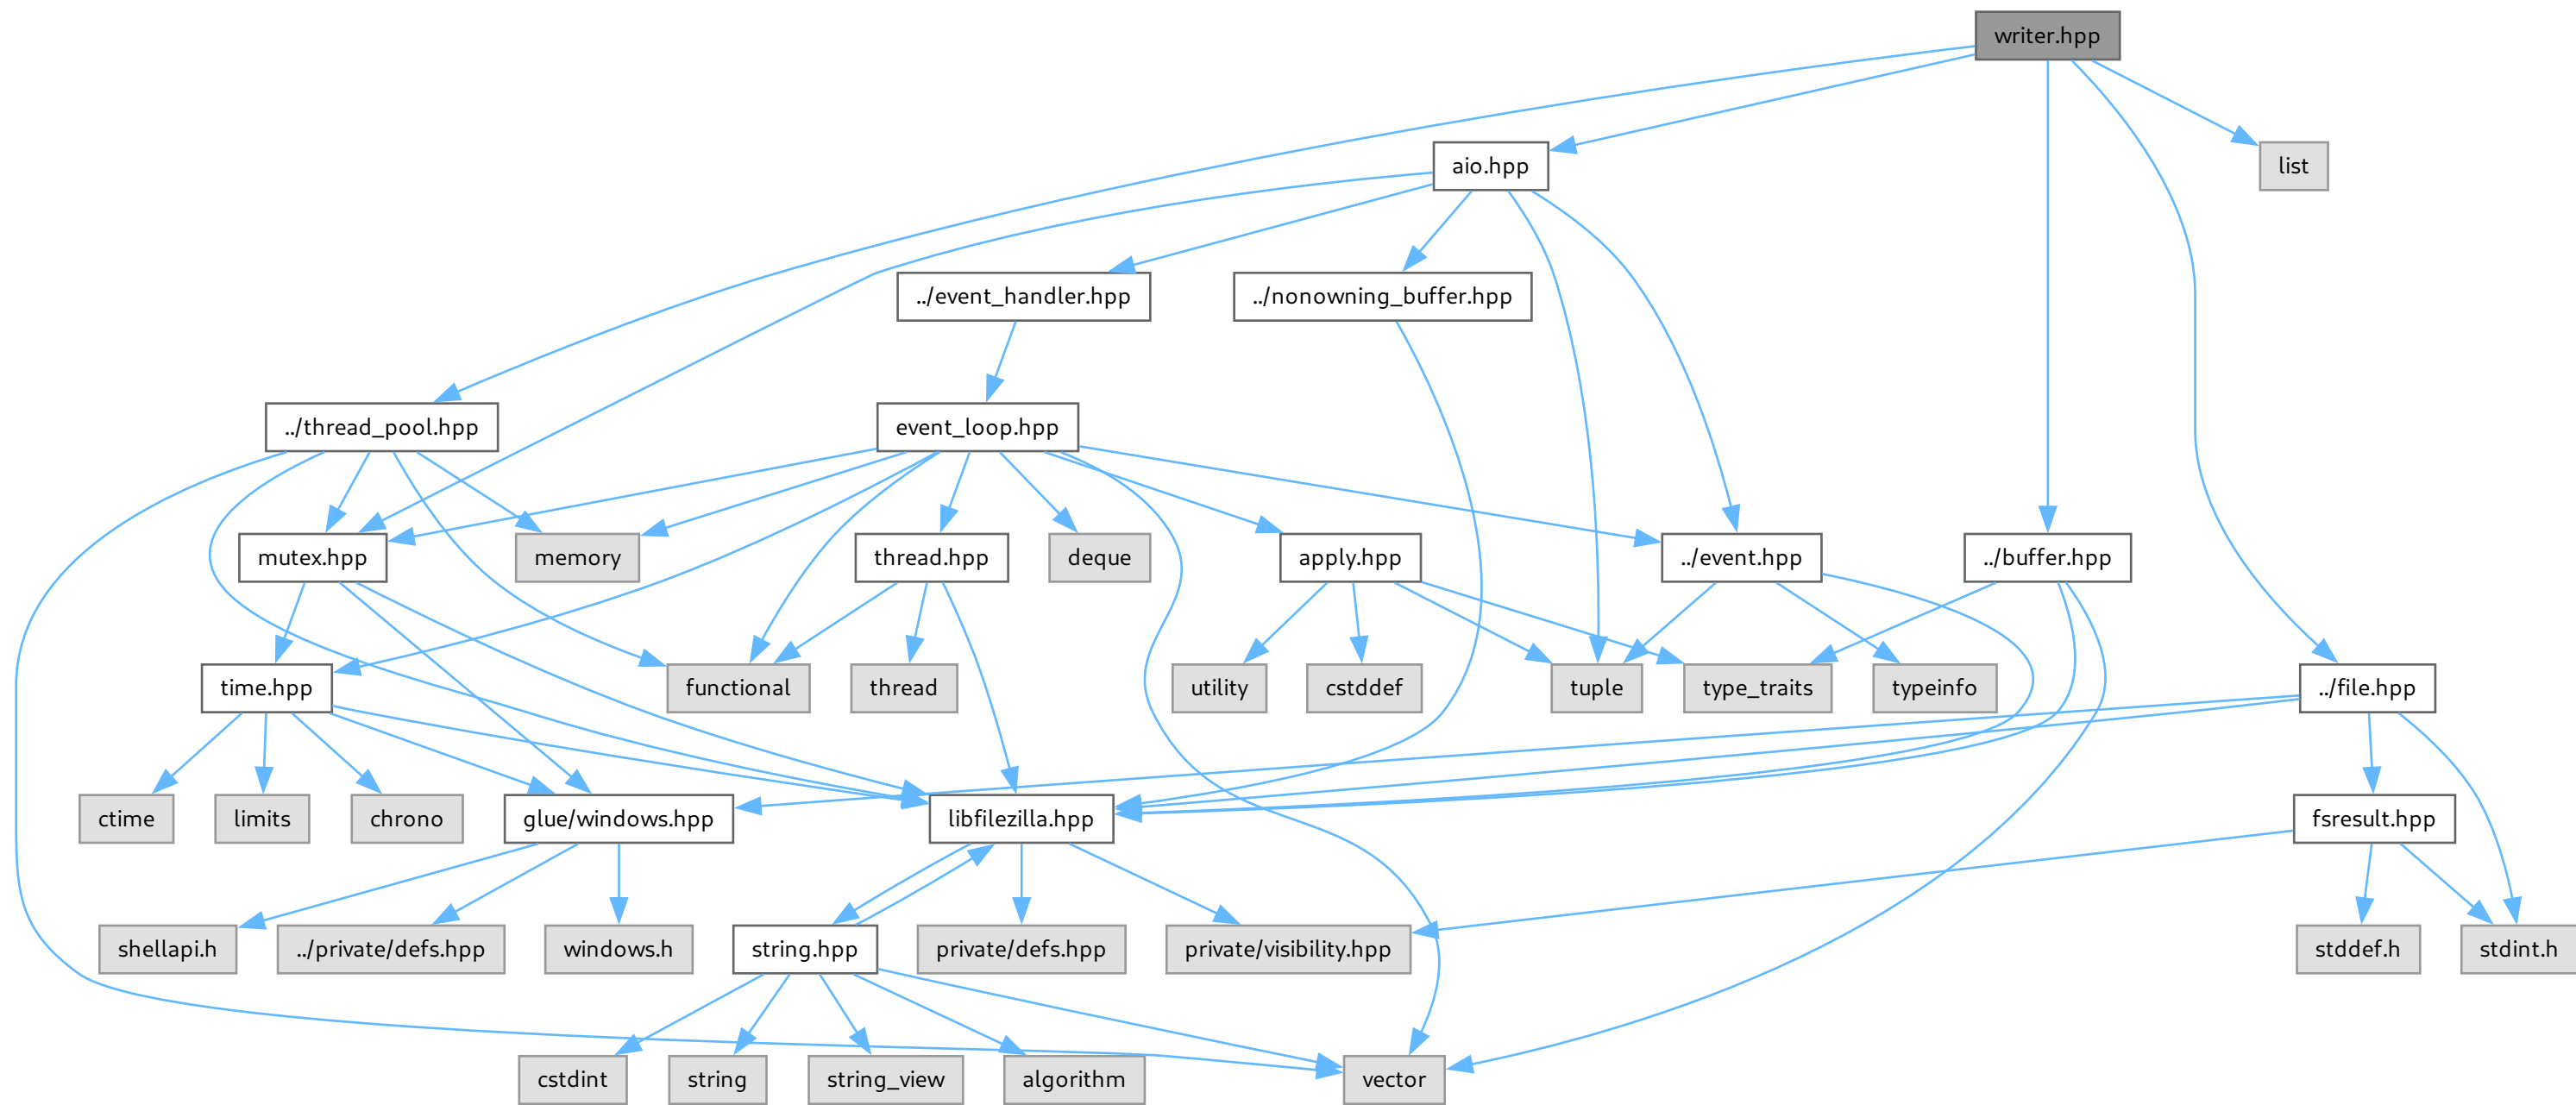 writer.hpp
aio.hpp
list
../event_handler.hpp
../nonowning_buffer.hpp
../thread_pool.hpp
event_loop.hpp
mutex.hpp
memory
thread.hpp
deque
apply.hpp
../event.hpp
../buffer.hpp
time.hpp
functional
thread
utility
cstddef
tuple
type_traits
typeinfo
../file.hpp
ctime
limits
chrono
glue/windows.hpp
libfilezilla.hpp
fsresult.hpp
shellapi.h
../private/defs.hpp
windows.h
string.hpp
private/defs.hpp
private/visibility.hpp
stddef.h
stdint.h
cstdint
string
string_view
algorithm
vector